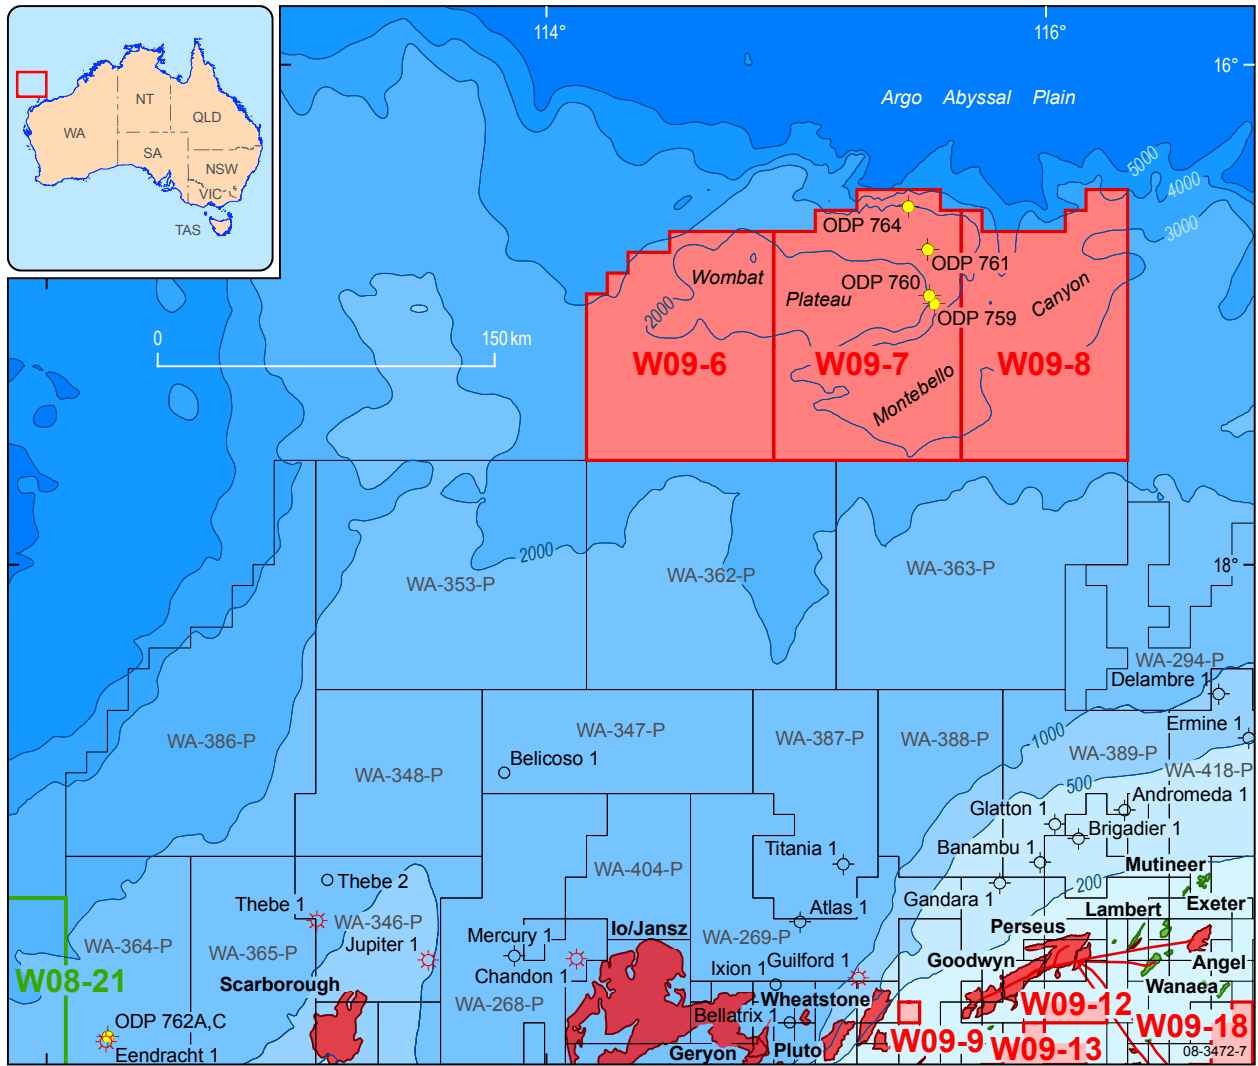 114°
116°
16°
Argo Abyssal Plain
NT
WA
QLD
SA
NSW
VIC
TAS
5000
4000
3000
ODP 764
ODP 761
Wombat
Plateau
ODP 760
ODP 759
Canyon
2000
0
150 km
W09-6
W09-7
W09-8
Montebello
2000
18°
WA-353-P
WA-362-P
WA-363-P
WA-294-P
Delambre 1
Ermine 1
WA-386-P
WA-347-P
WA-387-P
WA-388-P
1000
WA-389-P
WA-418-P
Belicoso 1
WA-348-P
500
Andromeda 1
Glatton 1
Brigadier 1
Titania 1
Banambu 1
Mutineer
WA-404-P
Thebe 2
200
Gandara 1
Exeter
Thebe 1
WA-346-P
Atlas 1
Lambert
Perseus
WA-364-P
WA-365-P
Jupiter 1
Mercury 1
Io/Jansz
WA-269-P
Goodwyn
Angel
W08-21
Scarborough
Chandon 1
Ixion 1
Guilford 1
Wanaea
WA-268-P
Wheatstone
W09-12
ODP 762A,C
Bellatrix 1
W09-18
Eendracht 1
Geryon
Pluto
W09-9
W09-13
08-3472-7